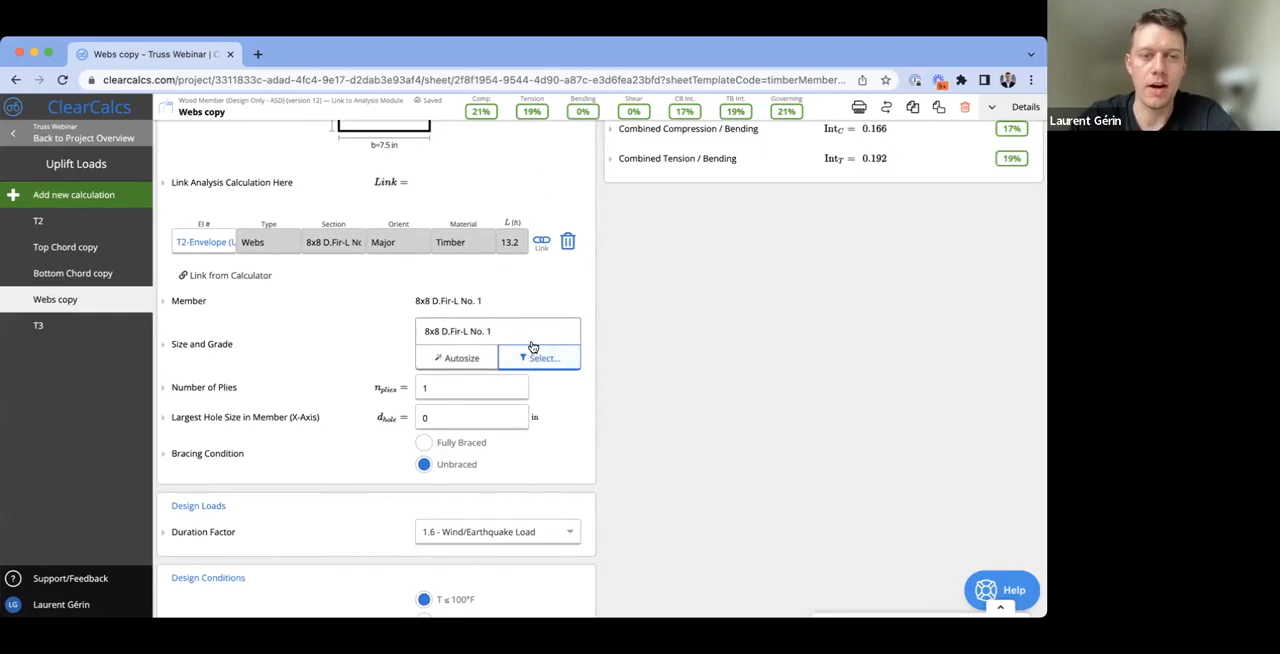 Webs copy – Truss Webinar | C
clearcalcs.com/project/3311833c-adad-4fc4-9e17-d2dab3e93af4/sheet/2f8f1954-9544-4d90-a87c-e3d6fea23bfd?sheetTemplateCode=timberMember...
9+
ClearCalcs
Wood Member (Design Only - ASD) (version 12) — Link to Analysis Module
Saved
Webs copy
Comp Tension Bending Shear CB Int. TB Int. Governing
21% 19% 0% 0% 17% 19% 21%
Details
Laurent Gérin
Truss Webinar
Back to Project Overview
Uplift Loads
Add new calculation
T2
Top Chord copy
Bottom Chord copy
Webs copy
T3
Support/Feedback
LG Laurent Gérin
b=7.5 in
Link Analysis Calculation Here Link =
El # Type Section Orient Material L (ft)
T2-Envelope (U Webs 8x8 D.Fir-L Nc Major Timber 13.2 Link
Link from Calculator
Member 8x8 D.Fir-L No. 1
8x8 D.Fir-L No. 1
Size and Grade
Autosize Select...
Number of Plies nplies = 1
Largest Hole Size in Member (X-Axis) dhole = 0 in
Fully Braced
Bracing Condition
Unbraced
Design Loads
Duration Factor 1.6 - Wind/Earthquake Load
Design Conditions
T ≤ 100°F
Combined Compression / Bending IntC = 0.166 17%
Combined Tension / Bending IntT = 0.192 19%
Help